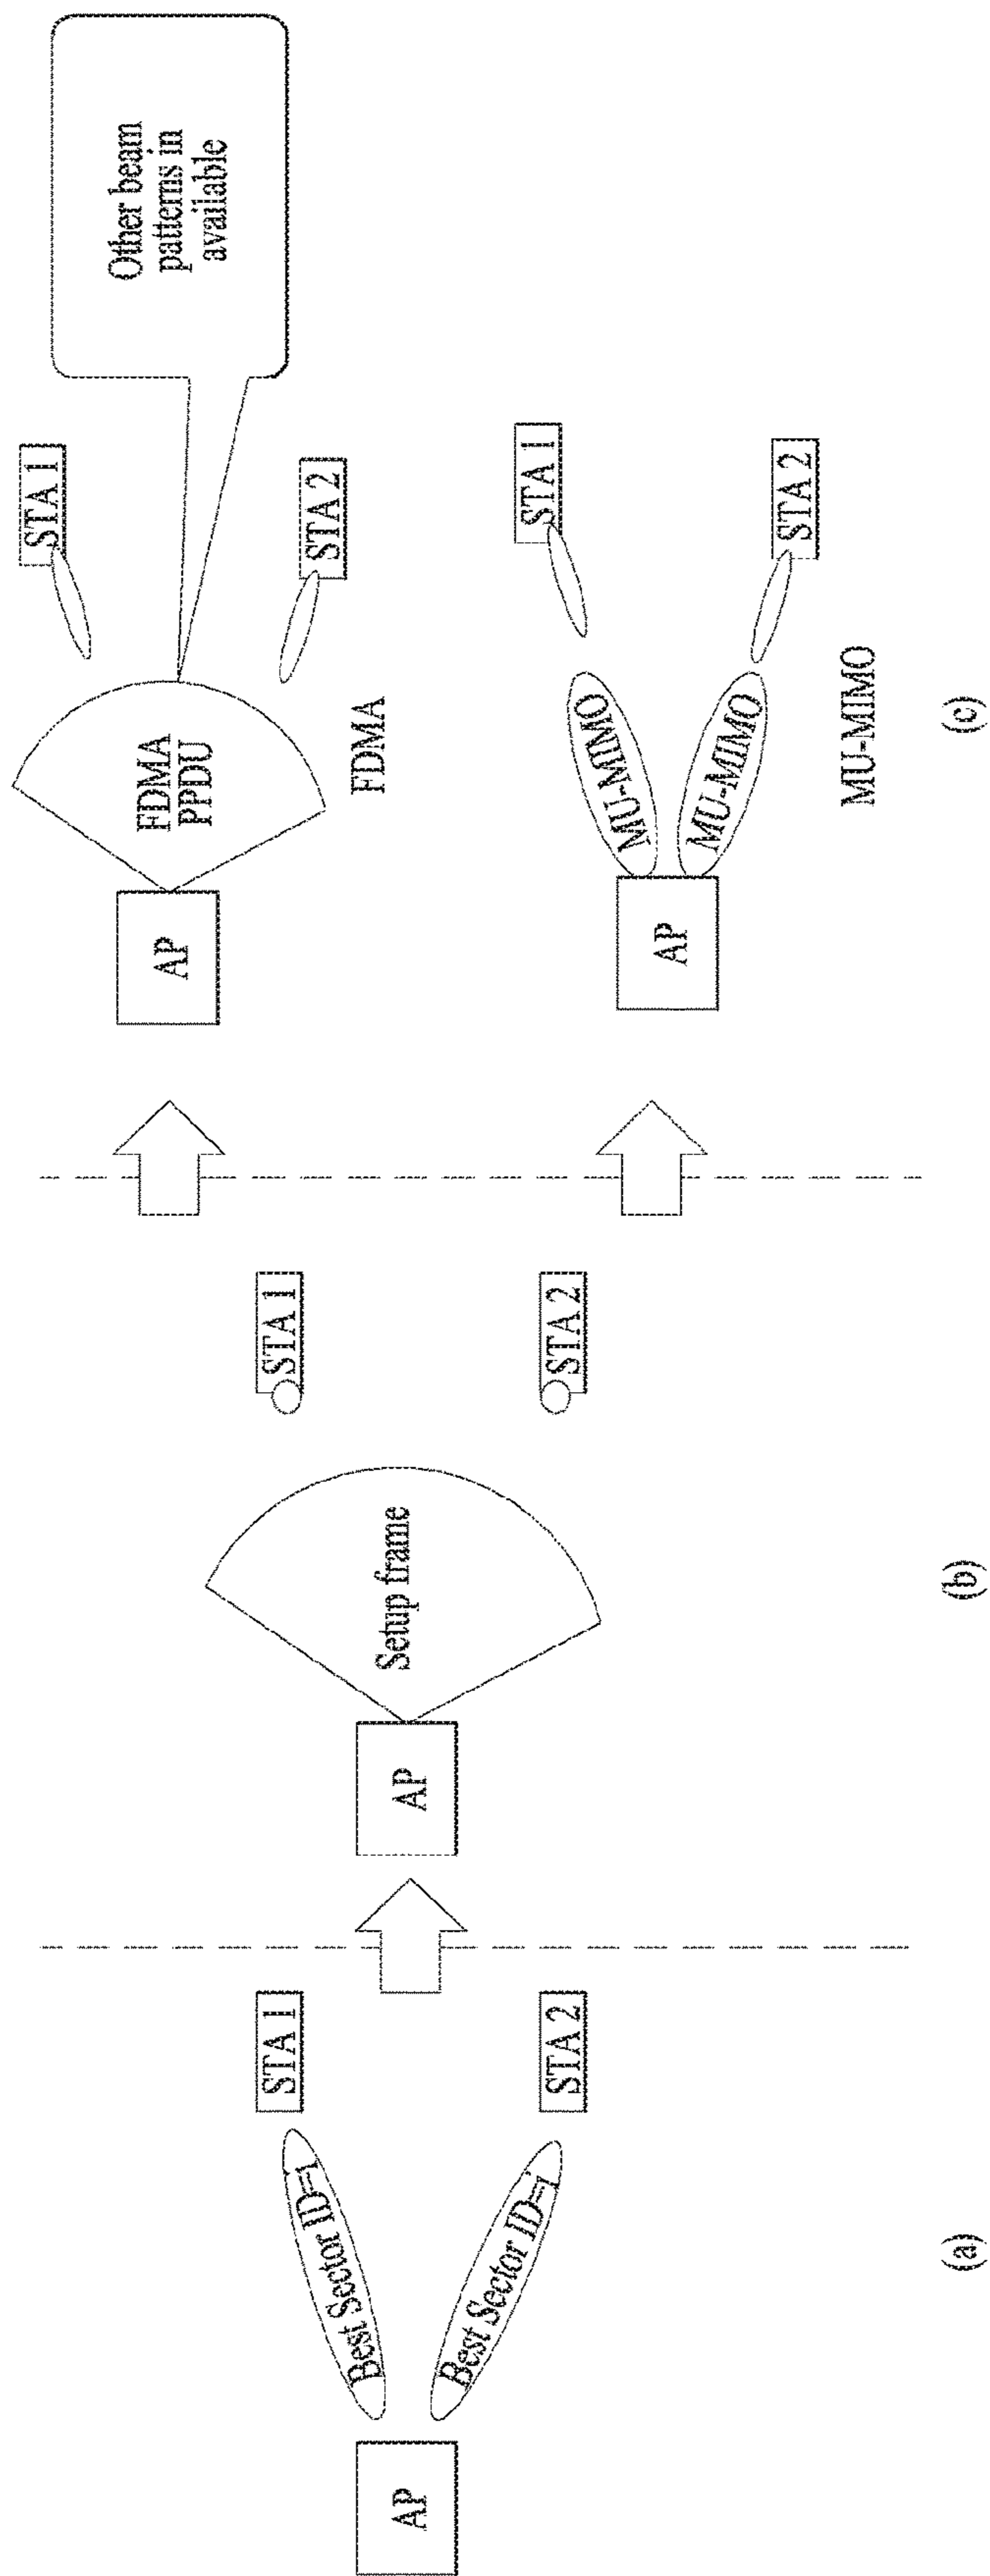 AP
Best Sector ID=1
Best Sector ID=1
STA 1
STA 2
(a)
AP
Setup frame
STA 1
STA 2
(b)
AP
FDMA
PPDU
STA 1
STA 2
Other beam
patterns in
available
FDMA
AP
MU-MIMO
MU-MIMO
STA 1
STA 2
MU-MIMO
(c)